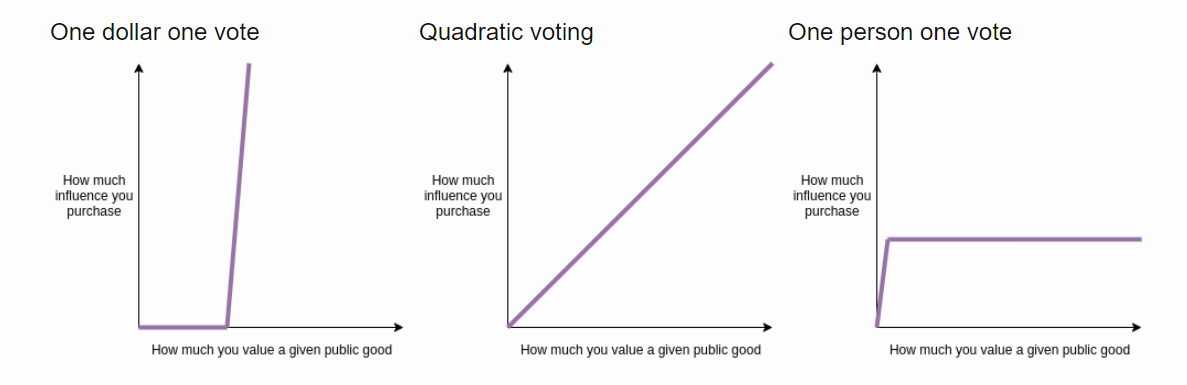 One dollar one vote
How much
influence you
purchase
How much you value a given public good
Quadratic voting
How much
influence you
purchase
How much you value a given public good
One person one vote
How much
influence you
purchase
How much you value a given public good